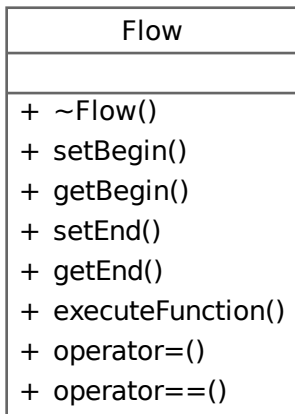 Flow
+ ~Flow()
+ setBegin()
+ getBegin()
+ setEnd()
+ getEnd()
+ executeFunction()
+ operator=()
+ operator==()